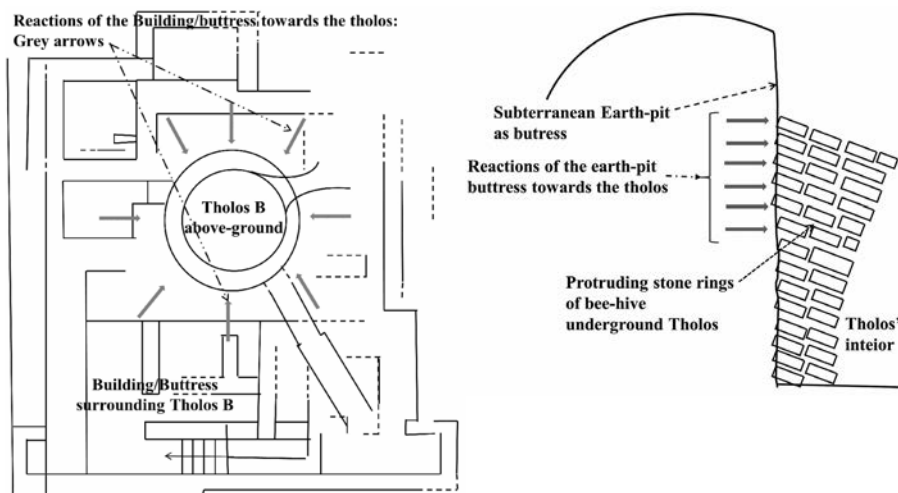 Reactions of the Building/buttress towards the tholos:
Grey arrows
Tholos B
above-ground
Building/Buttress
surrounding Tholos B
Subterranean Earth-pit
as butress
Reactions of the earth-pit
buttress towards the tholos
Protruding stone rings
of bee-hive
underground Tholos
Tholos'
inteior